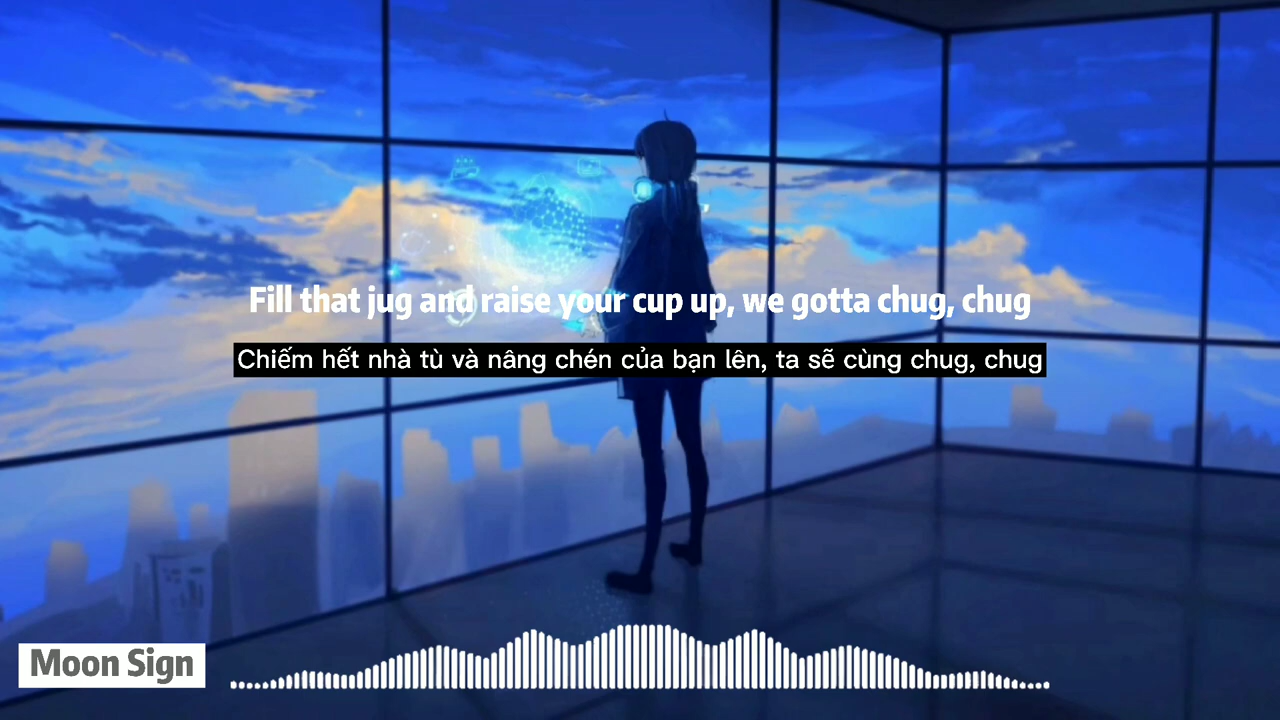 Fill that jug and raise your cup up, we gotta chug, chug
Chiếm hết nhà tù và nâng chén của bạn lên, ta sẽ cùng chug, chug
Moon Sign